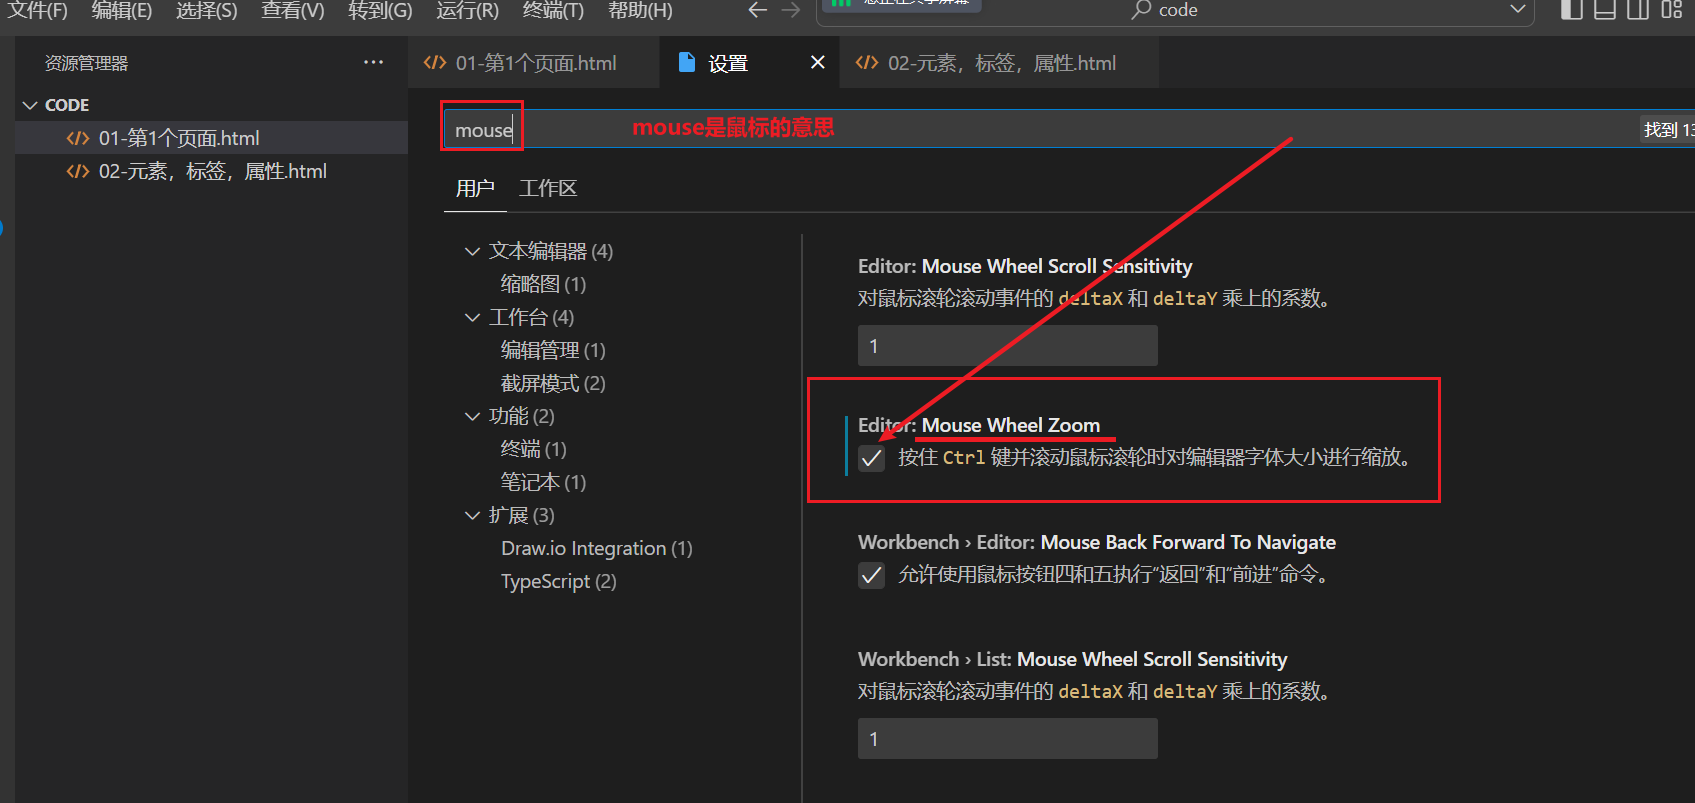 文件(F) 编辑(E) 选择(S) 查看(V) 转到(G) 运行(R) 终端(T) 帮助(H)
code
资源管理器
01-第1个页面.html
设置
02-元素，标签，属性.html
CODE
01-第1个页面.html
02-元素，标签，属性.html
mouse
mouse是鼠标的意思
找到 13
用户 工作区
文本编辑器 (4)
缩略图 (1)
工作台 (4)
编辑管理 (1)
截屏模式 (2)
功能 (2)
终端 (1)
笔记本 (1)
扩展 (3)
Draw.io Integration (1)
TypeScript (2)
Editor: Mouse Wheel Scroll Sensitivity
对鼠标滚轮滚动事件的 deltaX 和 deltaY 乘上的系数。
1
Editor: Mouse Wheel Zoom
按住 Ctrl 键并滚动鼠标滚轮时对编辑器字体大小进行缩放。
Workbench › Editor: Mouse Back Forward To Navigate
允许使用鼠标按钮四和五执行“返回”和“前进”命令。
Workbench › List: Mouse Wheel Scroll Sensitivity
对鼠标滚轮滚动事件的 deltaX 和 deltaY 乘上的系数。
1